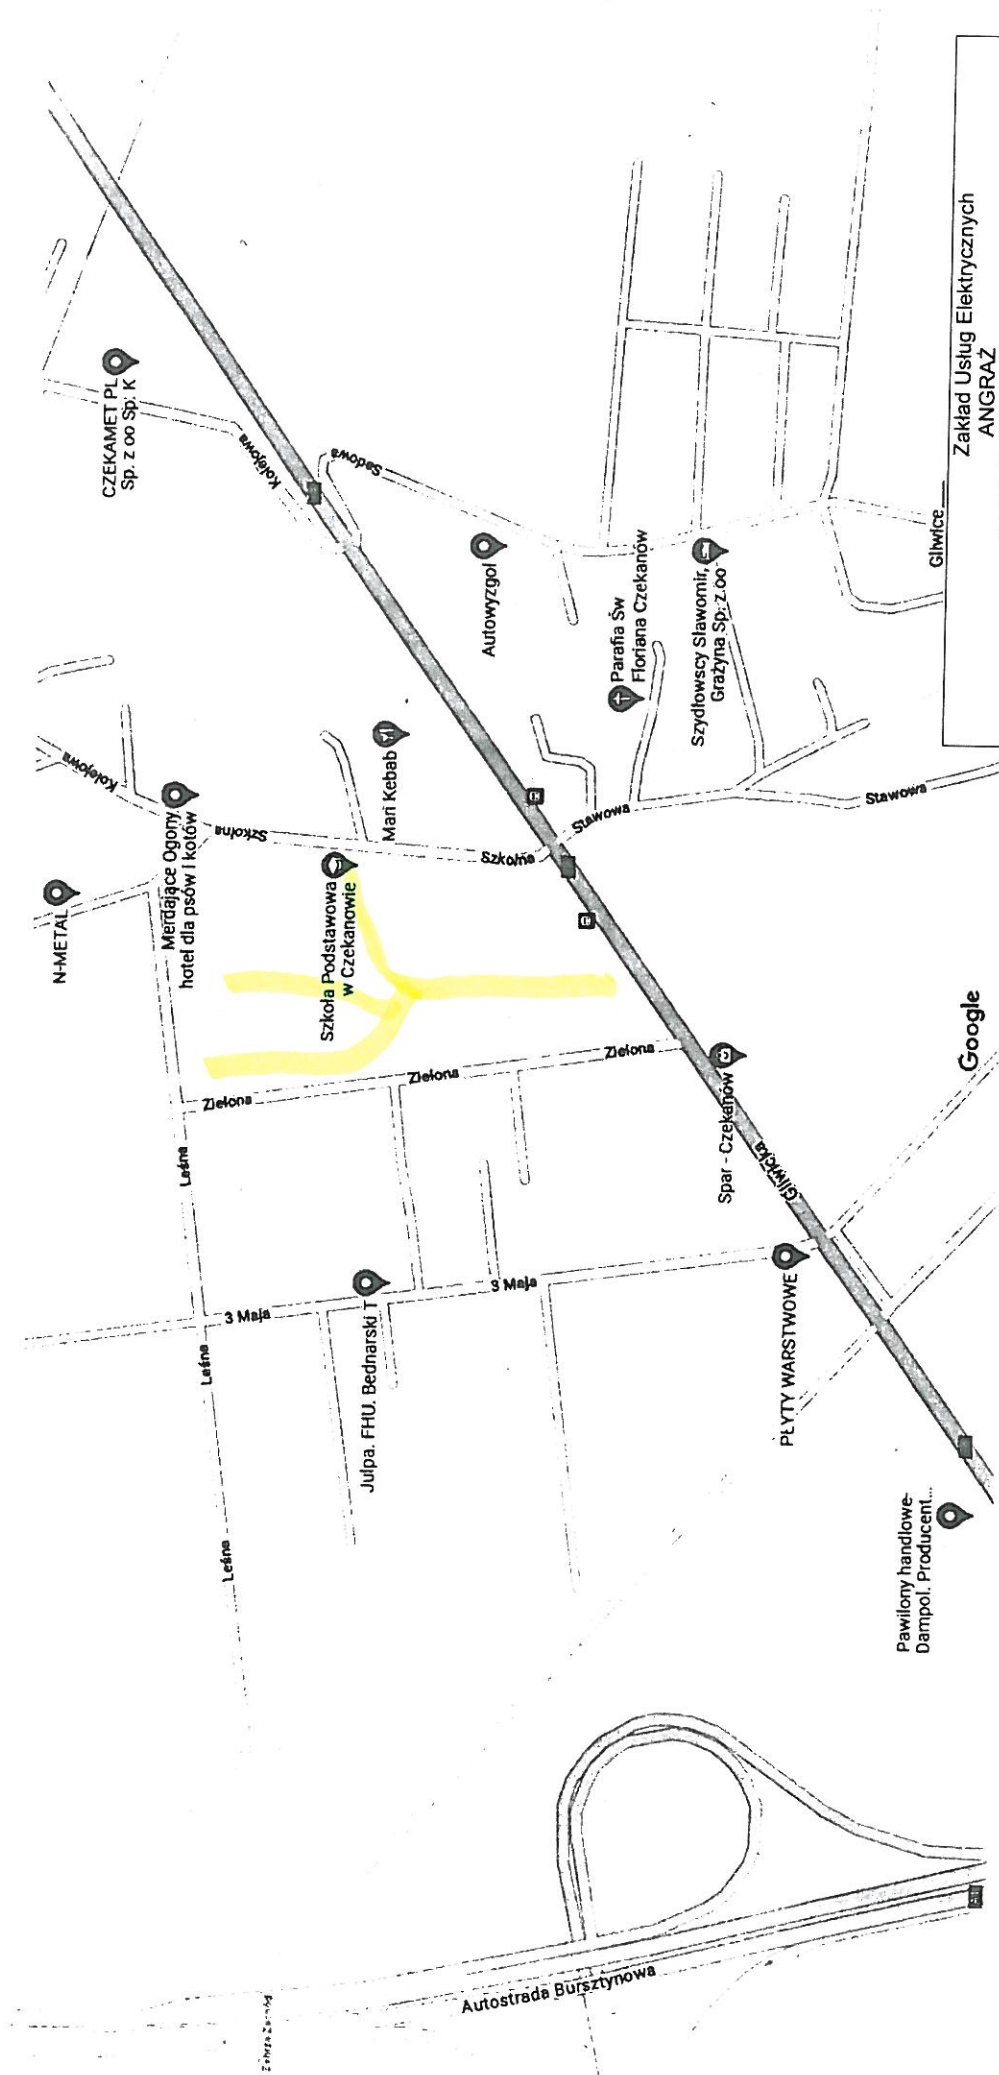 CZEKAMET PL
Sp. z oo Sp. K
Kolejowa
Sadowa
N-METAL
Kolejowa
Merdające Ogony
hotel dla psów i kotów
Szkolna
Mari Kebab
Autowyzgol
Szkoła Podstawowa
w Czekanowie
Szkolna
Stawowa
Parafia Św
Floriana Czekanów
Szydłowscy Sławomir,
Grażyna Sp. z.oo
Stawowa
Gliwice
Leśna
Zielona
Zielona
Zielona
Spar - Czekanów
Gliwicka
Leśna
3 Maja
3 Maja
Julpa. FHU. Bednarski T
PŁYTY WARSTWOWE
Leśna
Pawilony handlowe-
Dampol. Producent...
Autostrada Bursztynowa
Google
Zakład Usług Elektrycznych
ANGRAŻ